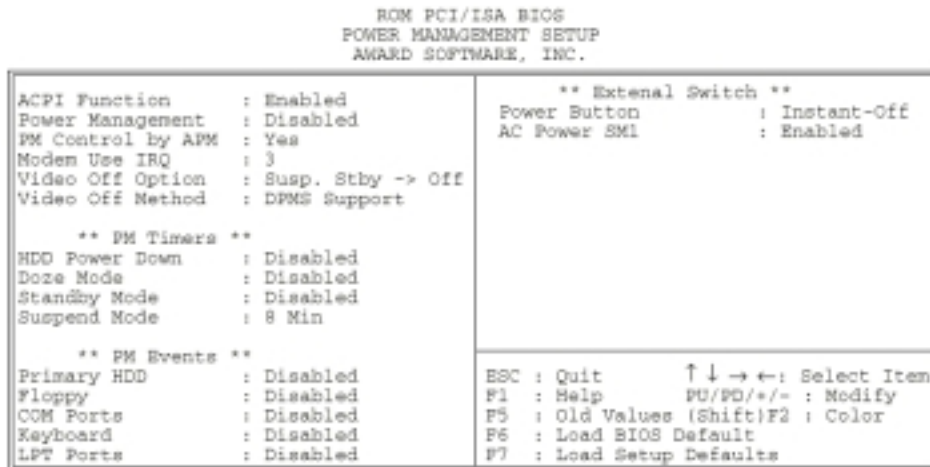 ROM PCI/ISA BIOS
POWER MANAGEMENT SETUP
AWARD SOFTWARE, INC.
ACPI Function : Enabled
Power Management : Disabled
PM Control by APM : Yes
Modem Use IRQ : 3
Video Off Option : Susp. Stby -> Off
Video Off Method : DPMS Support
** PM Timers **
HDD Power Down : Disabled
Doze Mode : Disabled
Standby Mode : Disabled
Suspend Mode : 8 Min
** PM Events **
Primary HDD : Disabled
Floppy : Disabled
COM Ports : Disabled
Keyboard : Disabled
LPT Ports : Disabled
** Extenal Switch **
Power Button : Instant-Off
AC Power SM1 : Enabled
ESC : Quit ↑ ↓ → ←: Select Item
F1 : Help PU/PD/+/- : Modify
F5 : Old Values (Shift)F2 : Color
F6 : Load BIOS Default
F7 : Load Setup Defaults